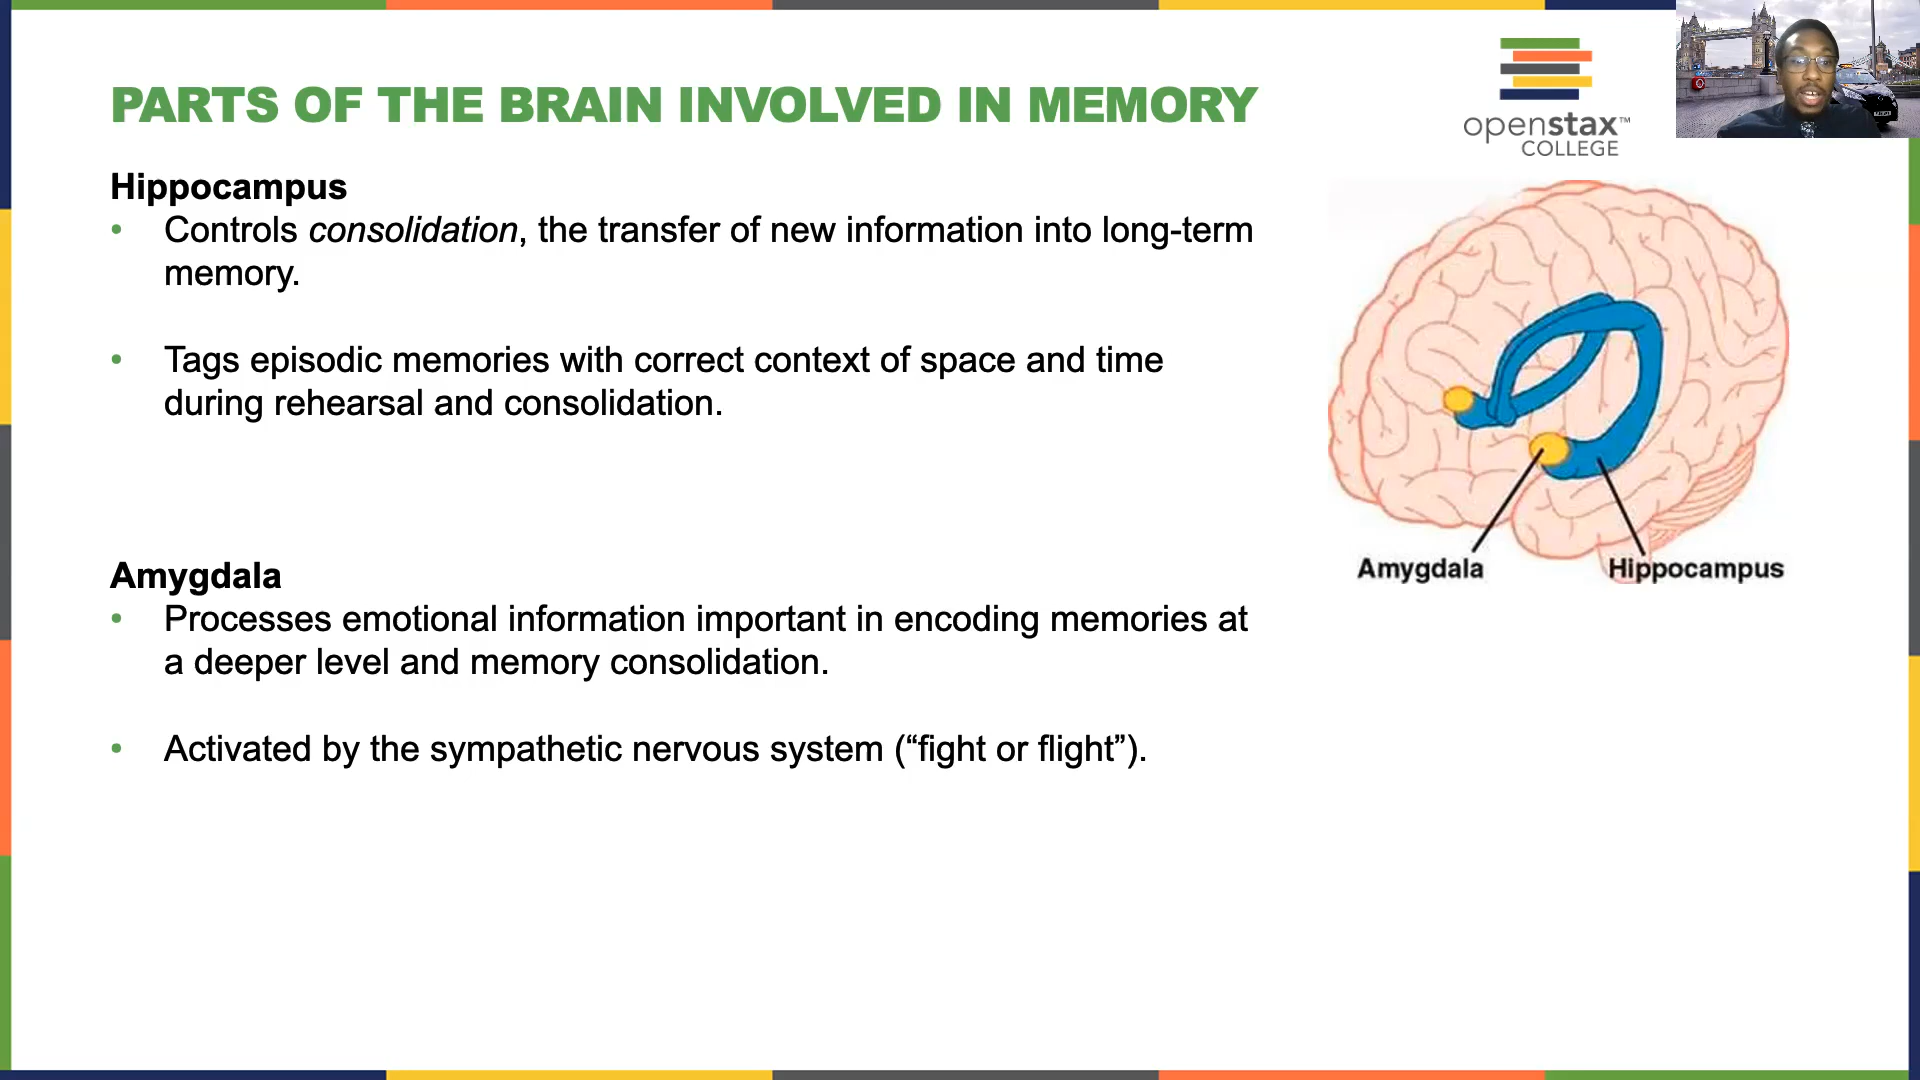 PARTS OF THE BRAIN INVOLVED IN MEMORY
openstax™
COLLEGE
Hippocampus
• Controls consolidation, the transfer of new information into long-term
memory.
• Tags episodic memories with correct context of space and time
during rehearsal and consolidation.
Amygdala
• Processes emotional information important in encoding memories at
a deeper level and memory consolidation.
• Activated by the sympathetic nervous system (“fight or flight”).
Amygdala
Hippocampus